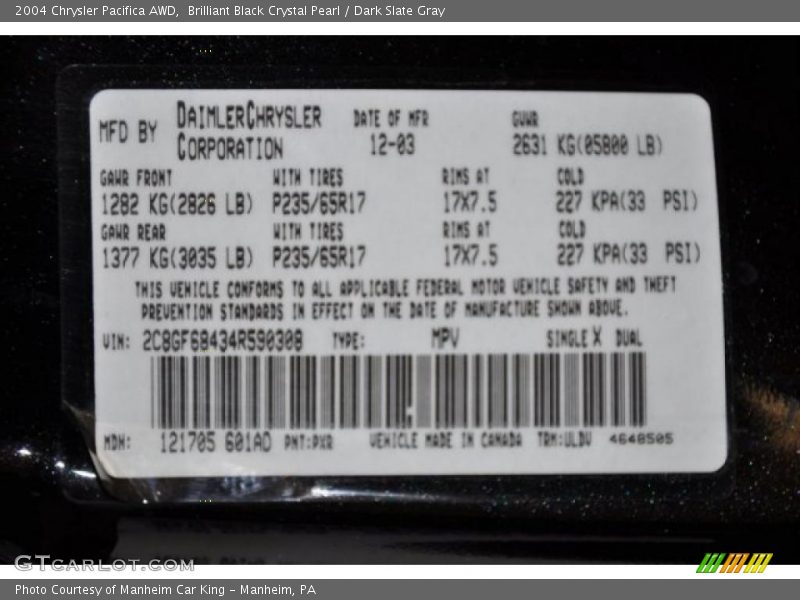 2004 Chrysler Pacifica AWD, Brilliant Black Crystal Pearl / Dark Slate Gray
MFD BY DAIMLERCHRYSLER CORPORATION DATE OF MFR 12-03 GVWR 2631 KG(05800 LB)
GAWR FRONT WITH TIRES RIMS AT COLD
1282 KG(2826 LB) P235/65R17 17X7.5 227 KPA(33 PSI)
GAWR REAR WITH TIRES RIMS AT COLD
1377 KG(3035 LB) P235/65R17 17X7.5 227 KPA(33 PSI)
THIS VEHICLE CONFORMS TO ALL APPLICABLE FEDERAL MOTOR VEHICLE SAFETY AND THEFT
PREVENTION STANDARDS IN EFFECT ON THE DATE OF MANUFACTURE SHOWN ABOVE.
VIN: 2C8GF68434R590308 TYPE: MPV SINGLE X DUAL
MDH: 121705 601AD PNT:PXR VEHICLE MADE IN CANADA TRM:ULDV 4648505
GTCARLOT.COM
Photo Courtesy of Manheim Car King - Manheim, PA